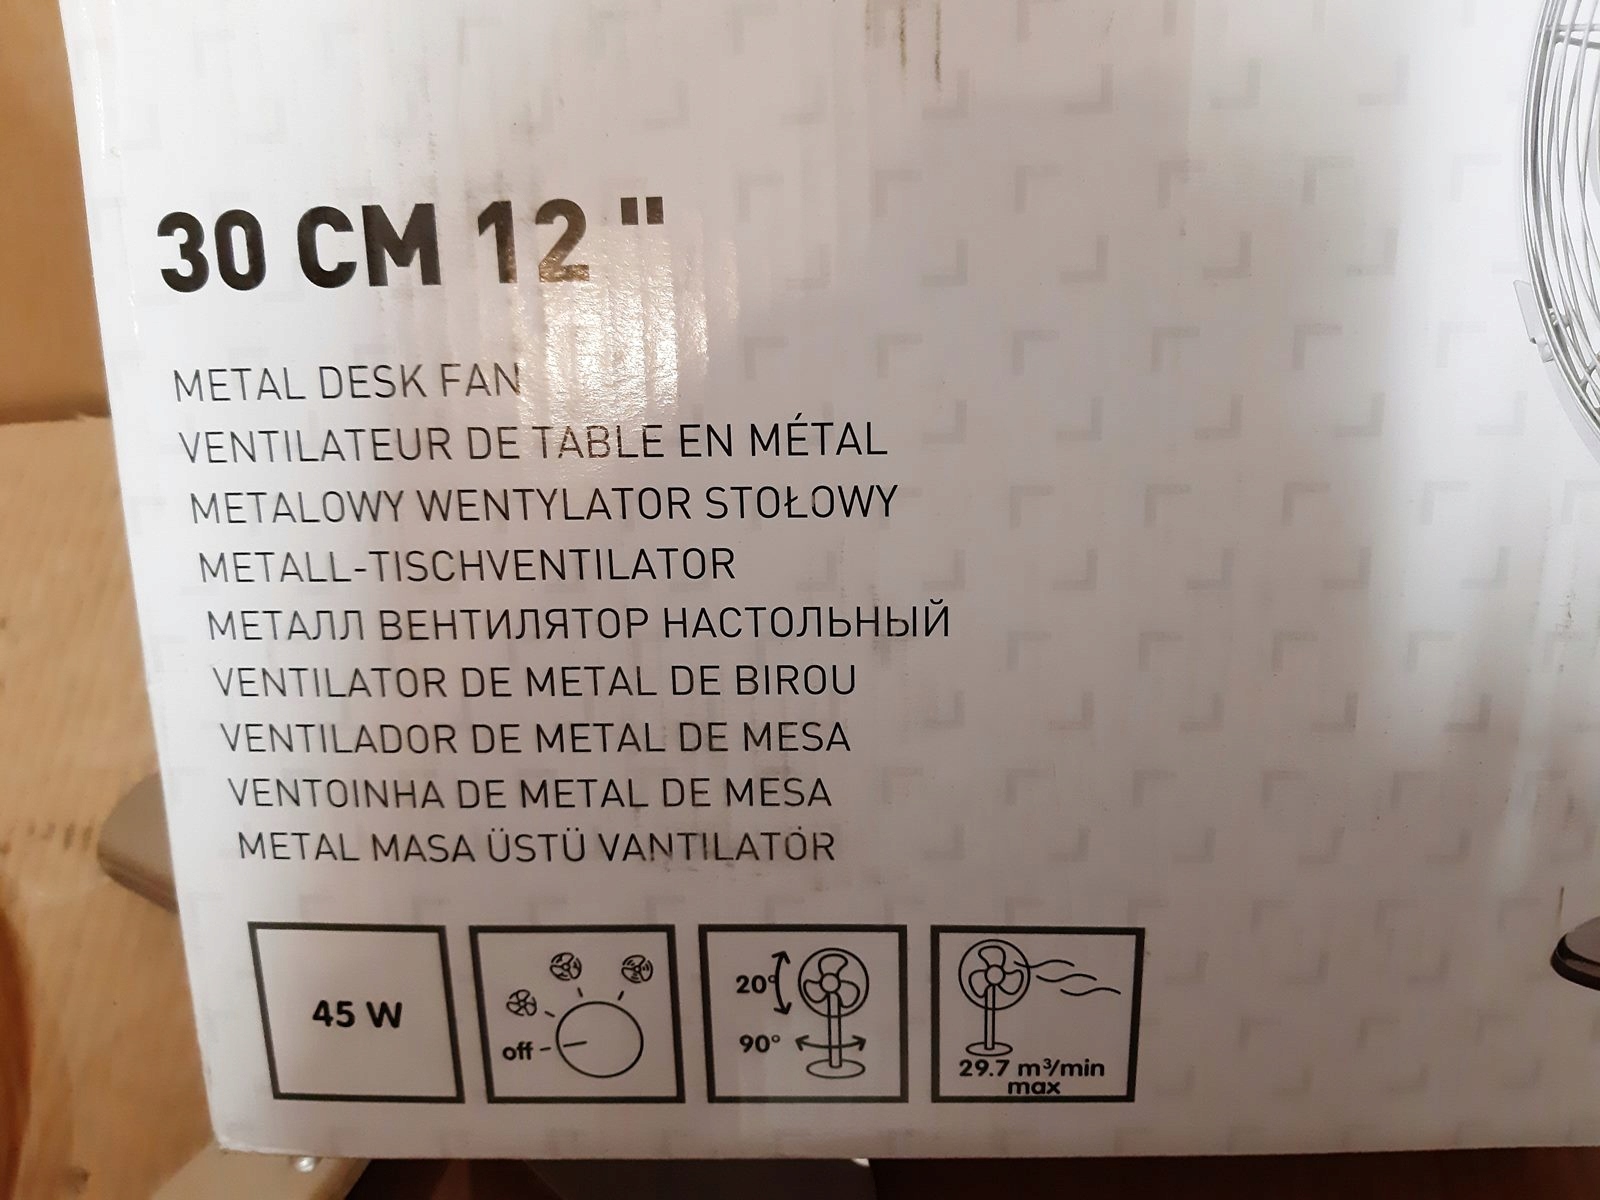 30 CM 12 "
METAL DESK FAN
VENTILATEUR DE TABLE EN MÉTAL
METALOWY WENTYLATOR STOŁOWY
METALL-TISCHVENTILATOR
МЕТАЛЛ ВЕНТИЛЯТОР НАСТОЛЬНЫЙ
VENTILATOR DE METAL DE BIROU
VENTILADOR DE METAL DE MESA
VENTOINHA DE METAL DE MESA
METAL MASA ÜSTÜ VANTILATÓR
45 W
off
20°
90°
29.7 m³/min
max